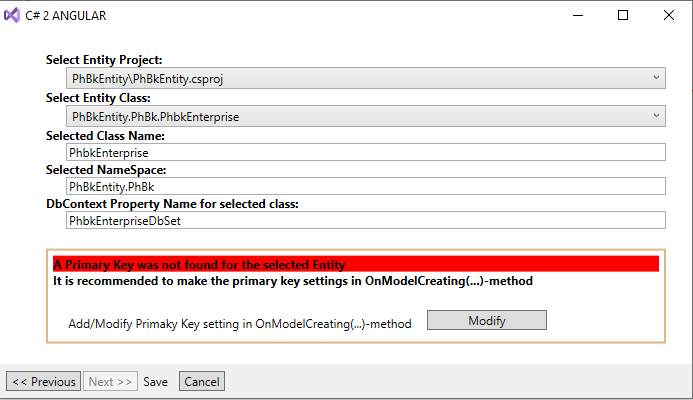 C# 2 ANGULAR
Select Entity Project:
PhBkEntity\PhBkEntity.csproj
Select Entity Class:
PhBkEntity.PhBk.PhbkEnterprise
Selected Class Name:
PhbkEnterprise
Selected NameSpace:
PhBkEntity.PhBk
DbContext Property Name for selected class:
PhbkEnterpriseDbSet
A Primary Key was not found for the selected Entity
It is recommended to make the primary key settings in OnModelCreating(...)-method
Add/Modify Primaky Key setting in OnModelCreating(...)-method Modify
<< Previous Next >> Save Cancel